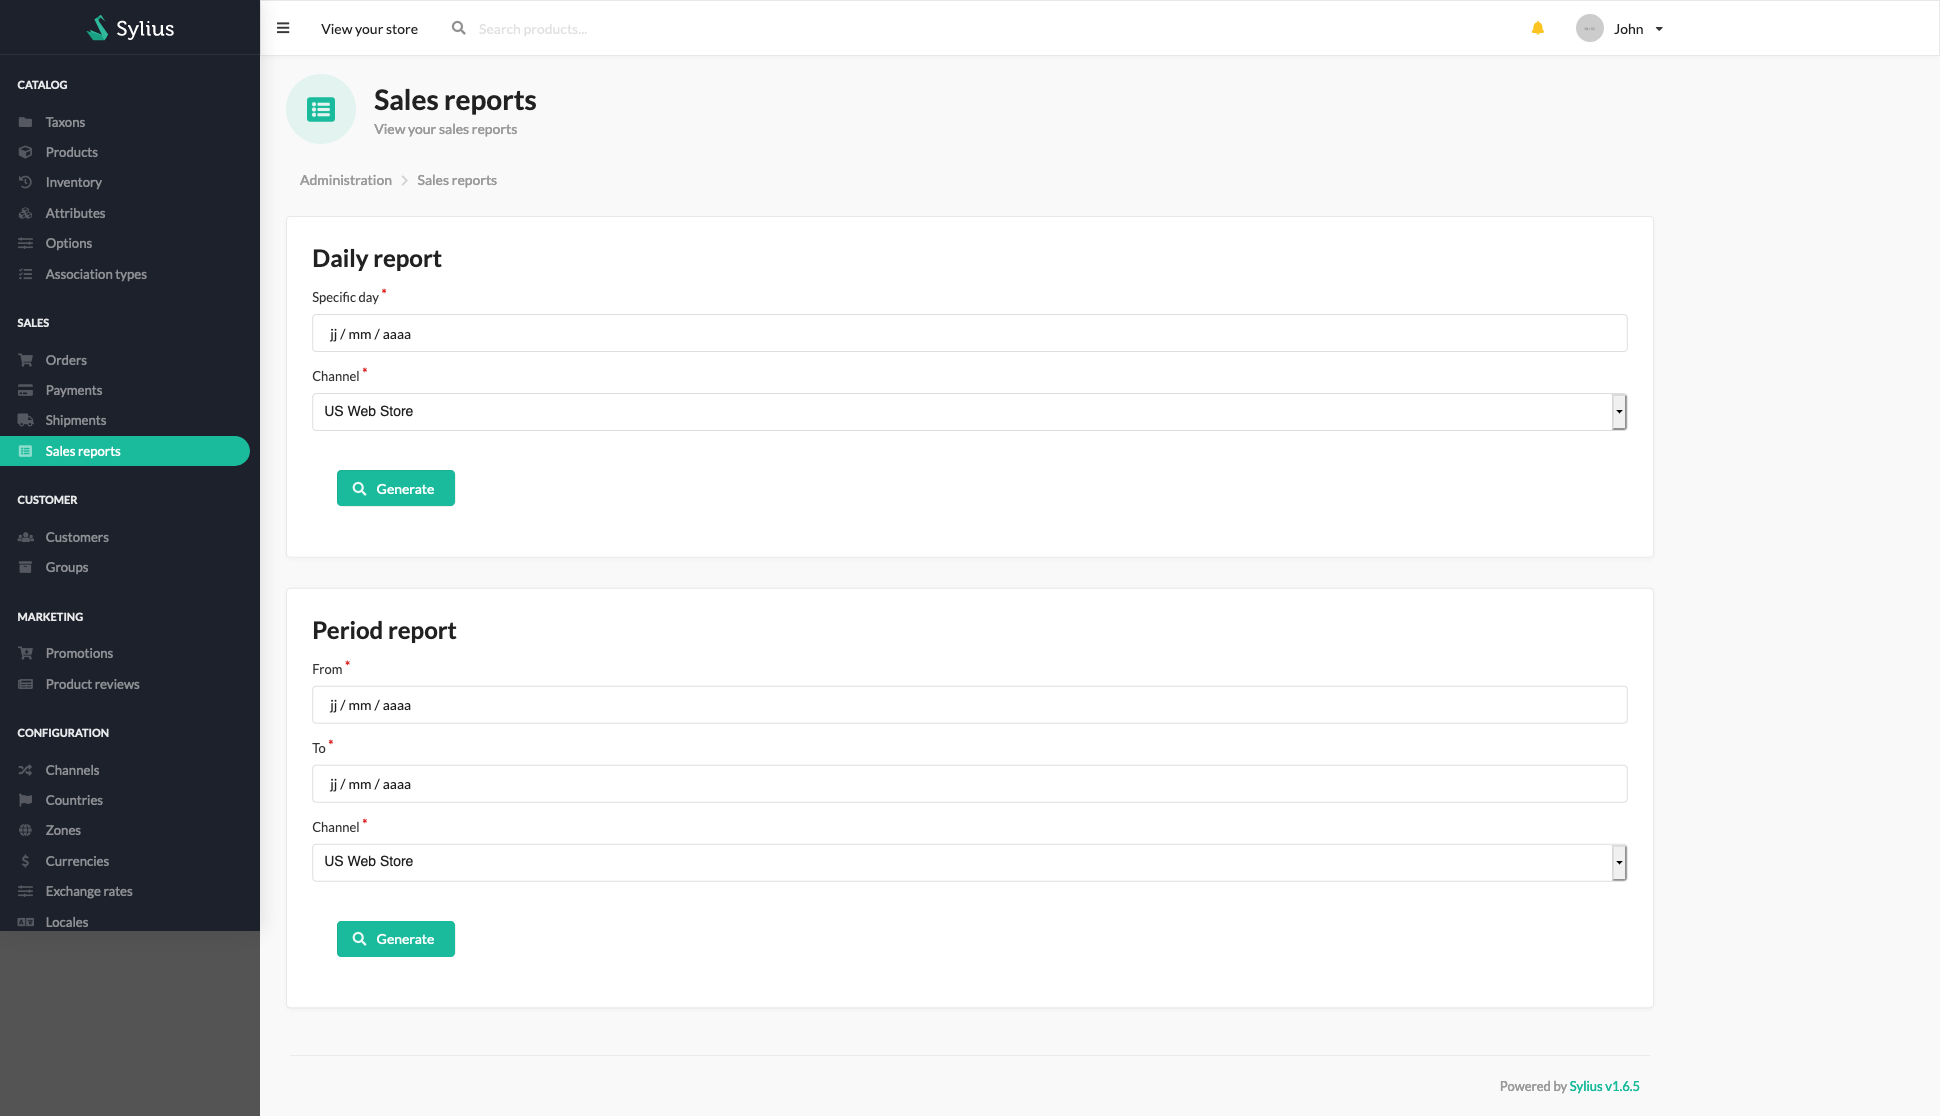 Sylius
View your store
Search products...
John
CATALOG
Taxons
Products
Inventory
Attributes
Options
Association types
SALES
Orders
Payments
Shipments
Sales reports
CUSTOMER
Customers
Groups
MARKETING
Promotions
Product reviews
CONFIGURATION
Channels
Countries
Zones
Currencies
Exchange rates
Locales
Sales reports
View your sales reports
Administration > Sales reports
Daily report
Specific day *
jj / mm / aaaa
Channel *
US Web Store
Generate
Period report
From *
jj / mm / aaaa
To *
jj / mm / aaaa
Channel *
US Web Store
Generate
Powered by Sylius v1.6.5